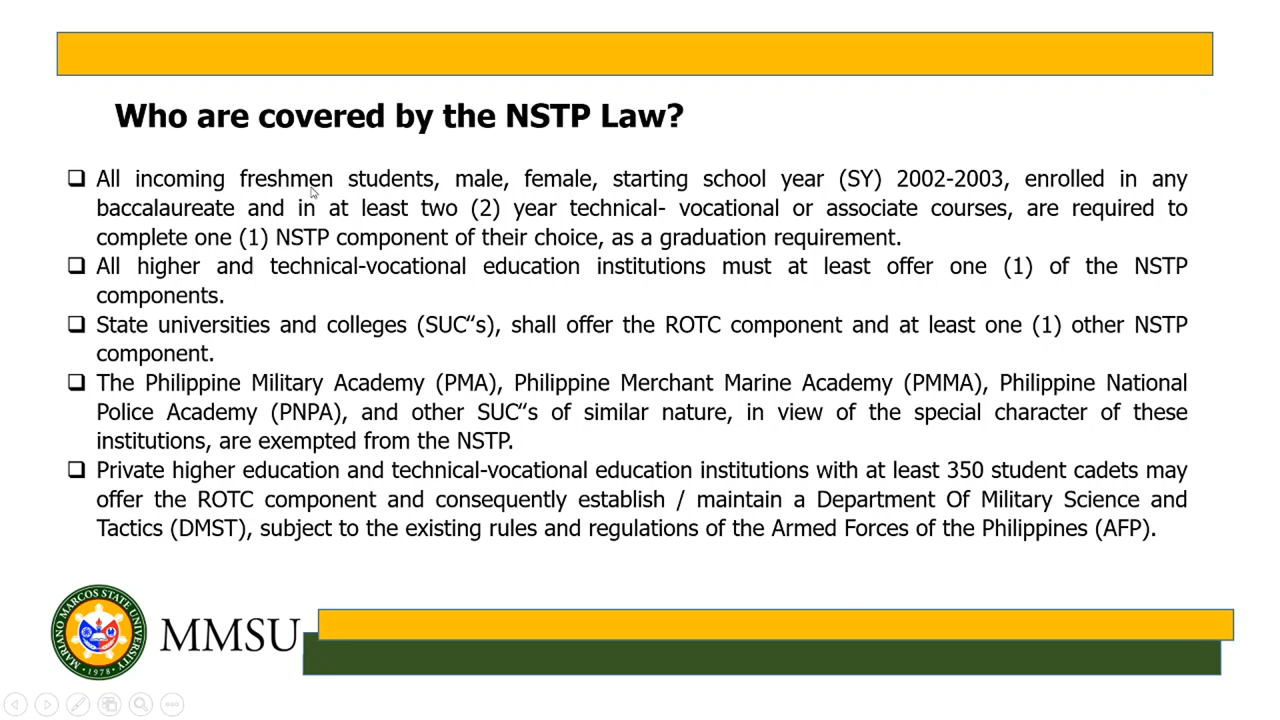 Who are covered by the NSTP Law?
All incoming freshmen students, male, female, starting school year (SY) 2002-2003, enrolled in any
baccalaureate and in at least two (2) year technical- vocational or associate courses, are required to
complete one (1) NSTP component of their choice, as a graduation requirement.
All higher and technical-vocational education institutions must at least offer one (1) of the NSTP
components.
State universities and colleges (SUC“s), shall offer the ROTC component and at least one (1) other NSTP
component.
The Philippine Military Academy (PMA), Philippine Merchant Marine Academy (PMMA), Philippine National
Police Academy (PNPA), and other SUC“s of similar nature, in view of the special character of these
institutions, are exempted from the NSTP.
Private higher education and technical-vocational education institutions with at least 350 student cadets may
offer the ROTC component and consequently establish / maintain a Department Of Military Science and
Tactics (DMST), subject to the existing rules and regulations of the Armed Forces of the Philippines (AFP).
MARIANO MARCOS STATE UNIVERSITY
1978
MMSU